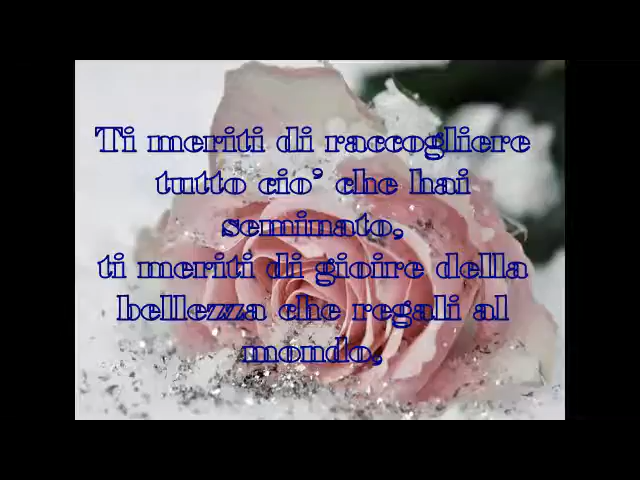 Ti meriti di raccogliere
tutto cio' che hai
seminato,
ti meriti di gioire della
bellezza che regali al
mondo,